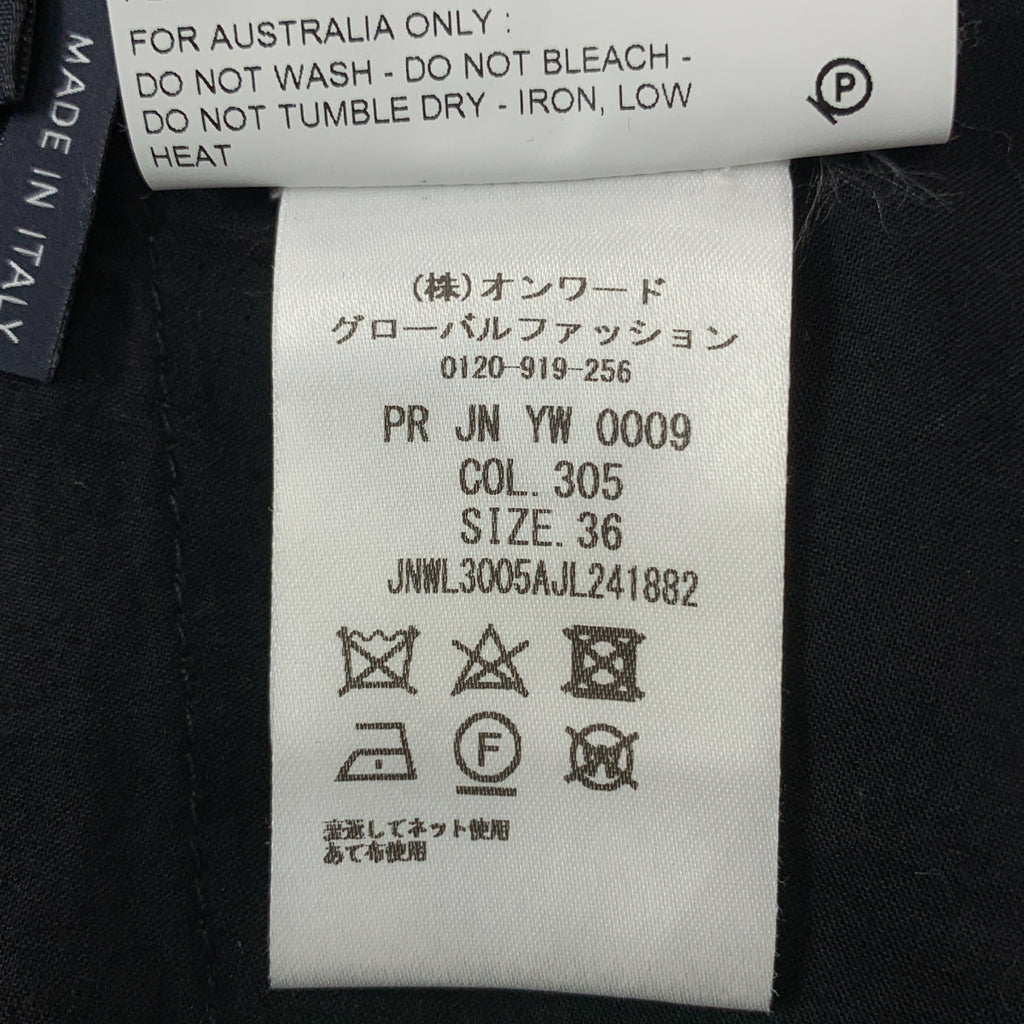 FOR AUSTRALIA ONLY :
DO NOT WASH - DO NOT BLEACH -
DO NOT TUMBLE DRY - IRON, LOW
HEAT
P
MADE IN ITALY
(株)オンワード
グローバルファッション
0120-919-256
PR JN YW 0009
COL. 305
SIZE. 36
JNWL3005AJL241882
F
W
裏返してネット使用
あて布使用